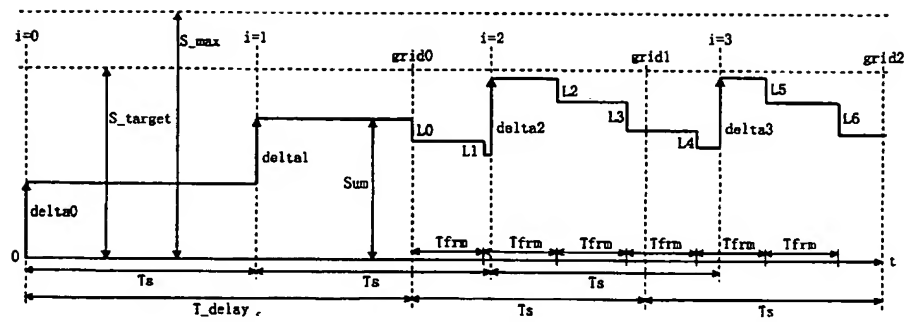 i=0 i=1 i=2 i=3
S_max
grid0 grid1 grid2
S_target
L2 L5
L0 delta2 L3 delta3 L6
delta1 L1 L4
Sum
delta0
Tfrm Tfrm Tfrm Tfrm Tfrm Tfrm
0 t
Ts Ts Ts
T_delay Ts Ts